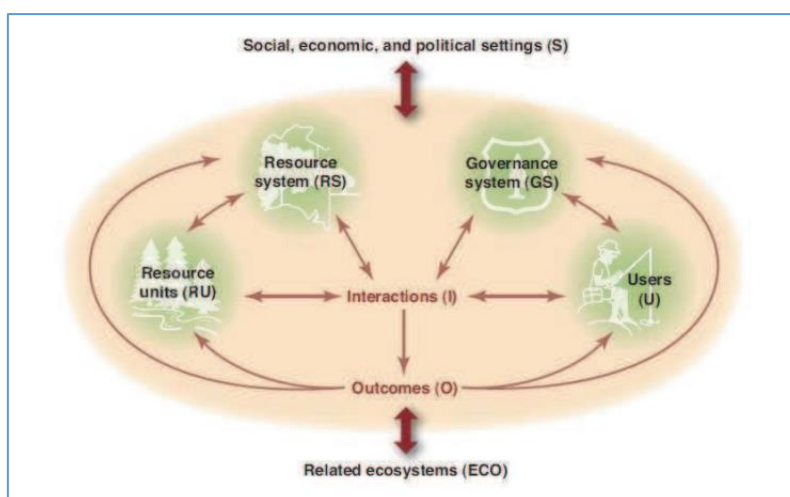 Social, economic, and political settings (S)
Resource
system (RS)
Governance
system (GS)
Resource
units (RU)
Interactions (I)
Users
(U)
Outcomes (O)
Related ecosystems (ECO)